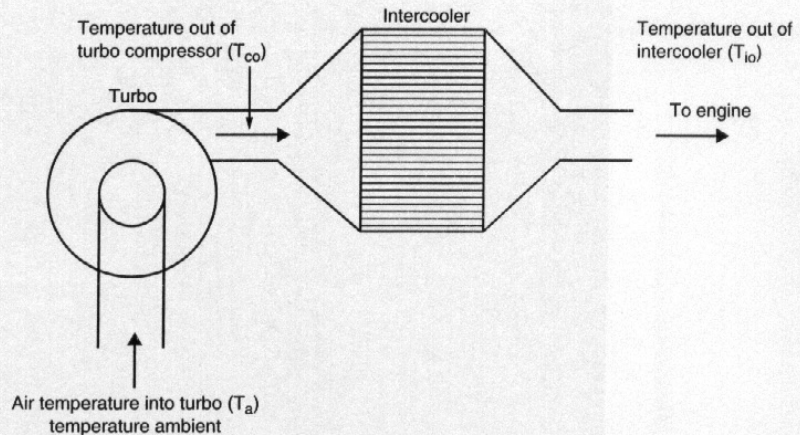 Intercooler
Temperature out of
turbo compressor (Tco)
Temperature out of
intercooler (Tio)
Turbo
To engine
Air temperature into turbo (Ta)
temperature ambient